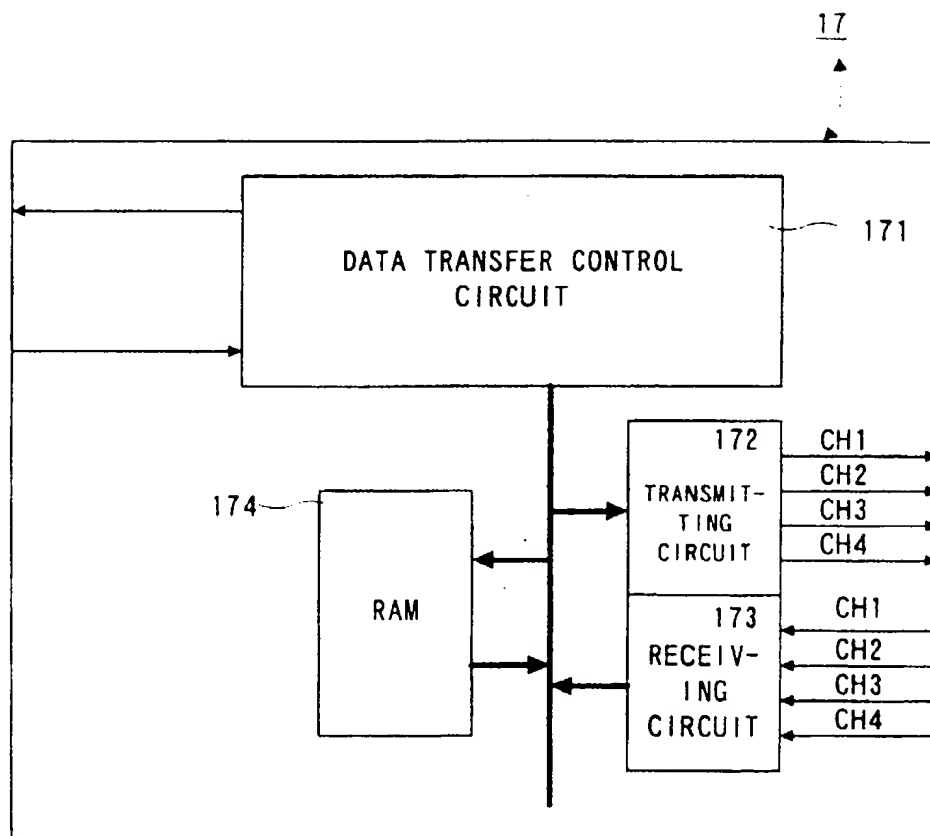 17
DATA TRANSFER CONTROL
CIRCUIT
171
172
TRANSMIT-
TING
CIRCUIT
CH1
CH2
CH3
CH4
174
RAM
173
RECEIV-
ING
CIRCUIT
CH1
CH2
CH3
CH4